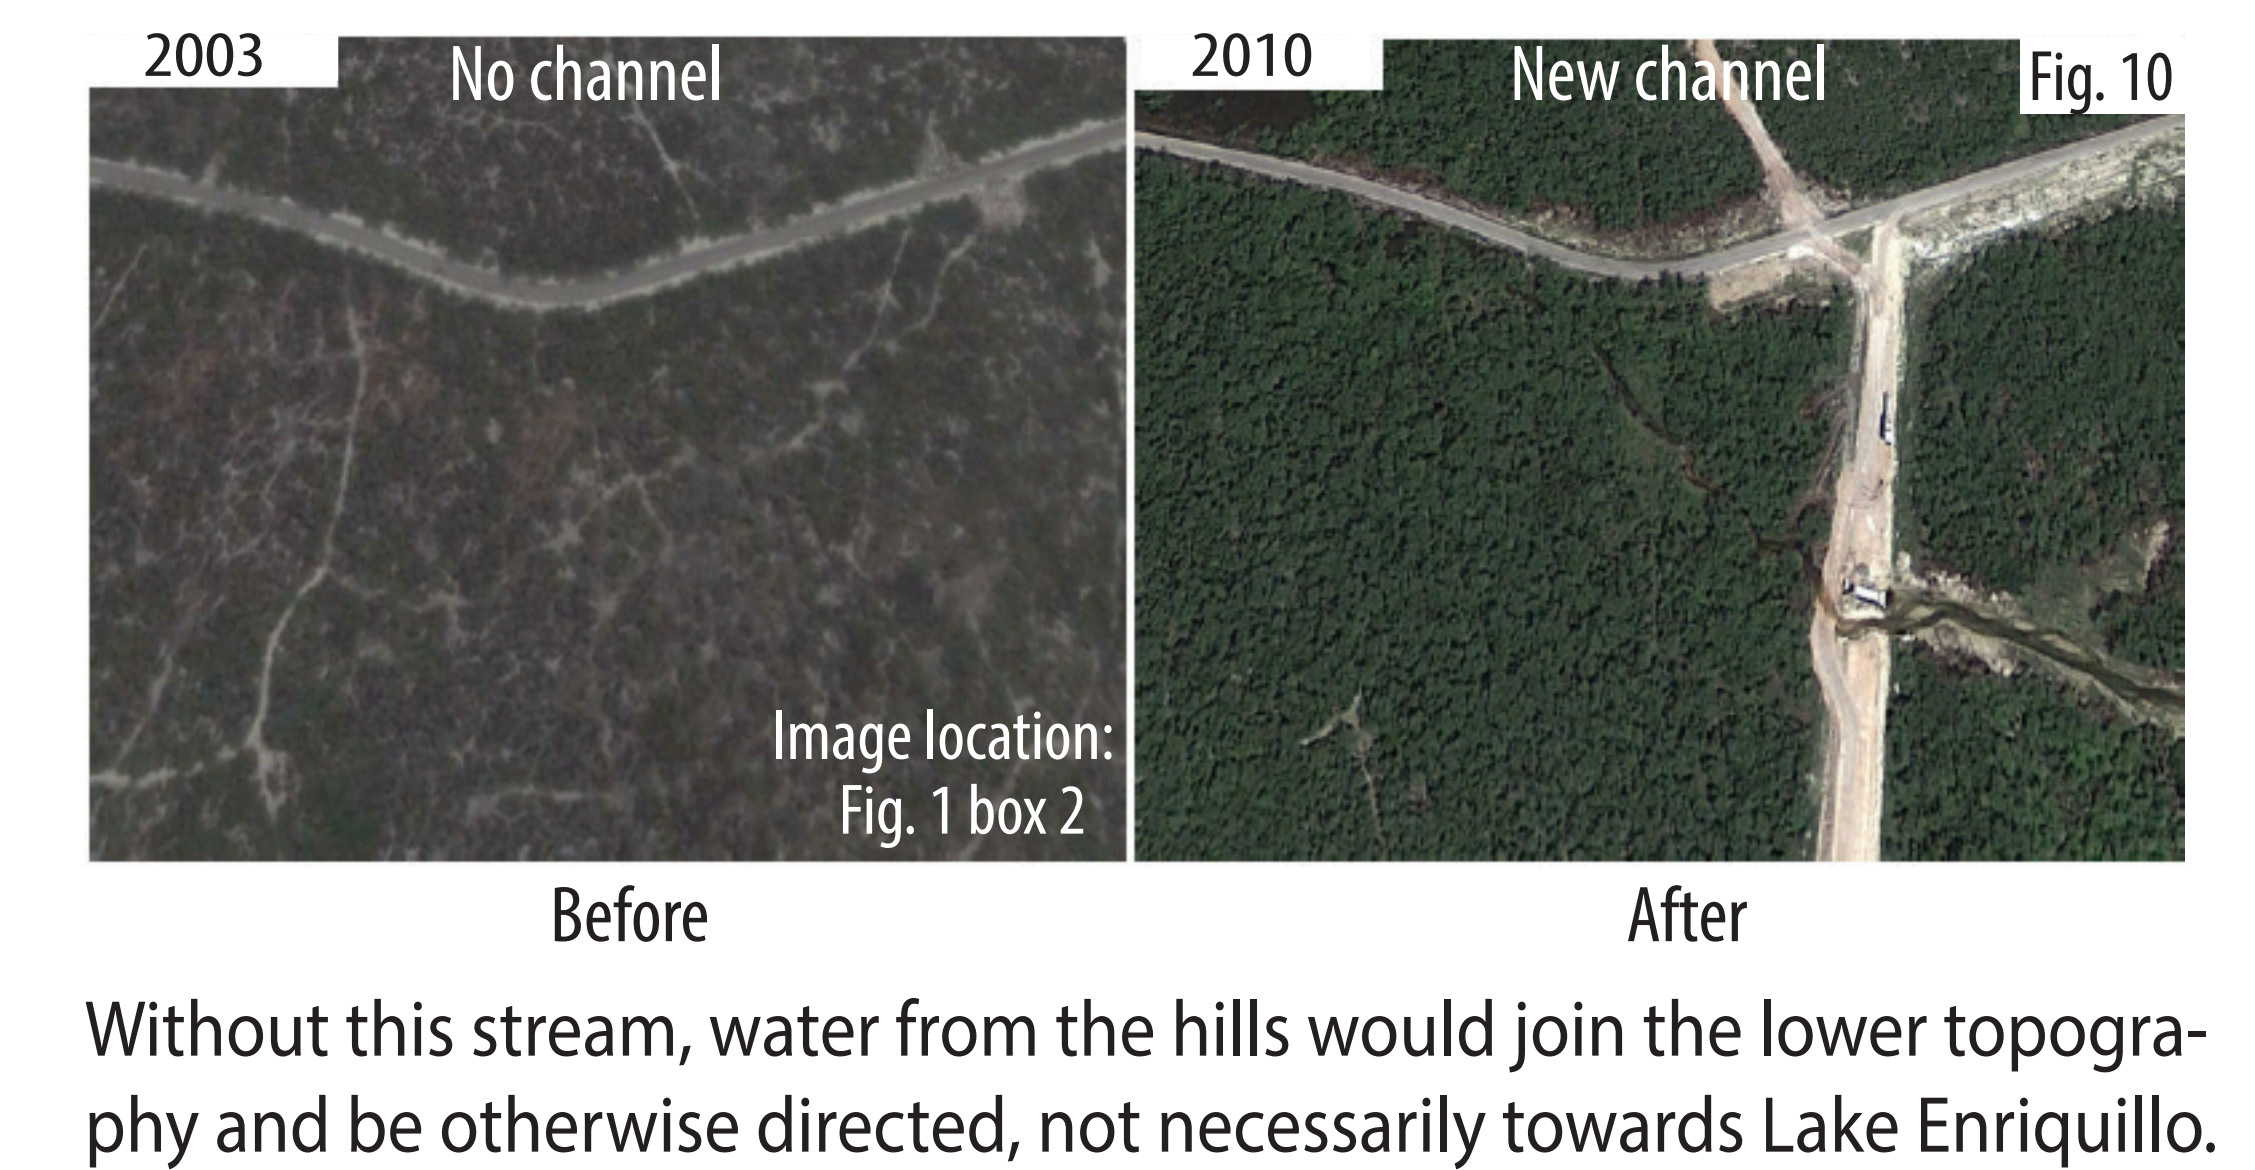 2003
No channel
2010
New channel
Fig. 10
Image location:
Fig. 1 box 2
Before
After
Without this stream, water from the hills would join the lower topogra-
phy and be otherwise directed, not necessarily towards Lake Enriquillo.